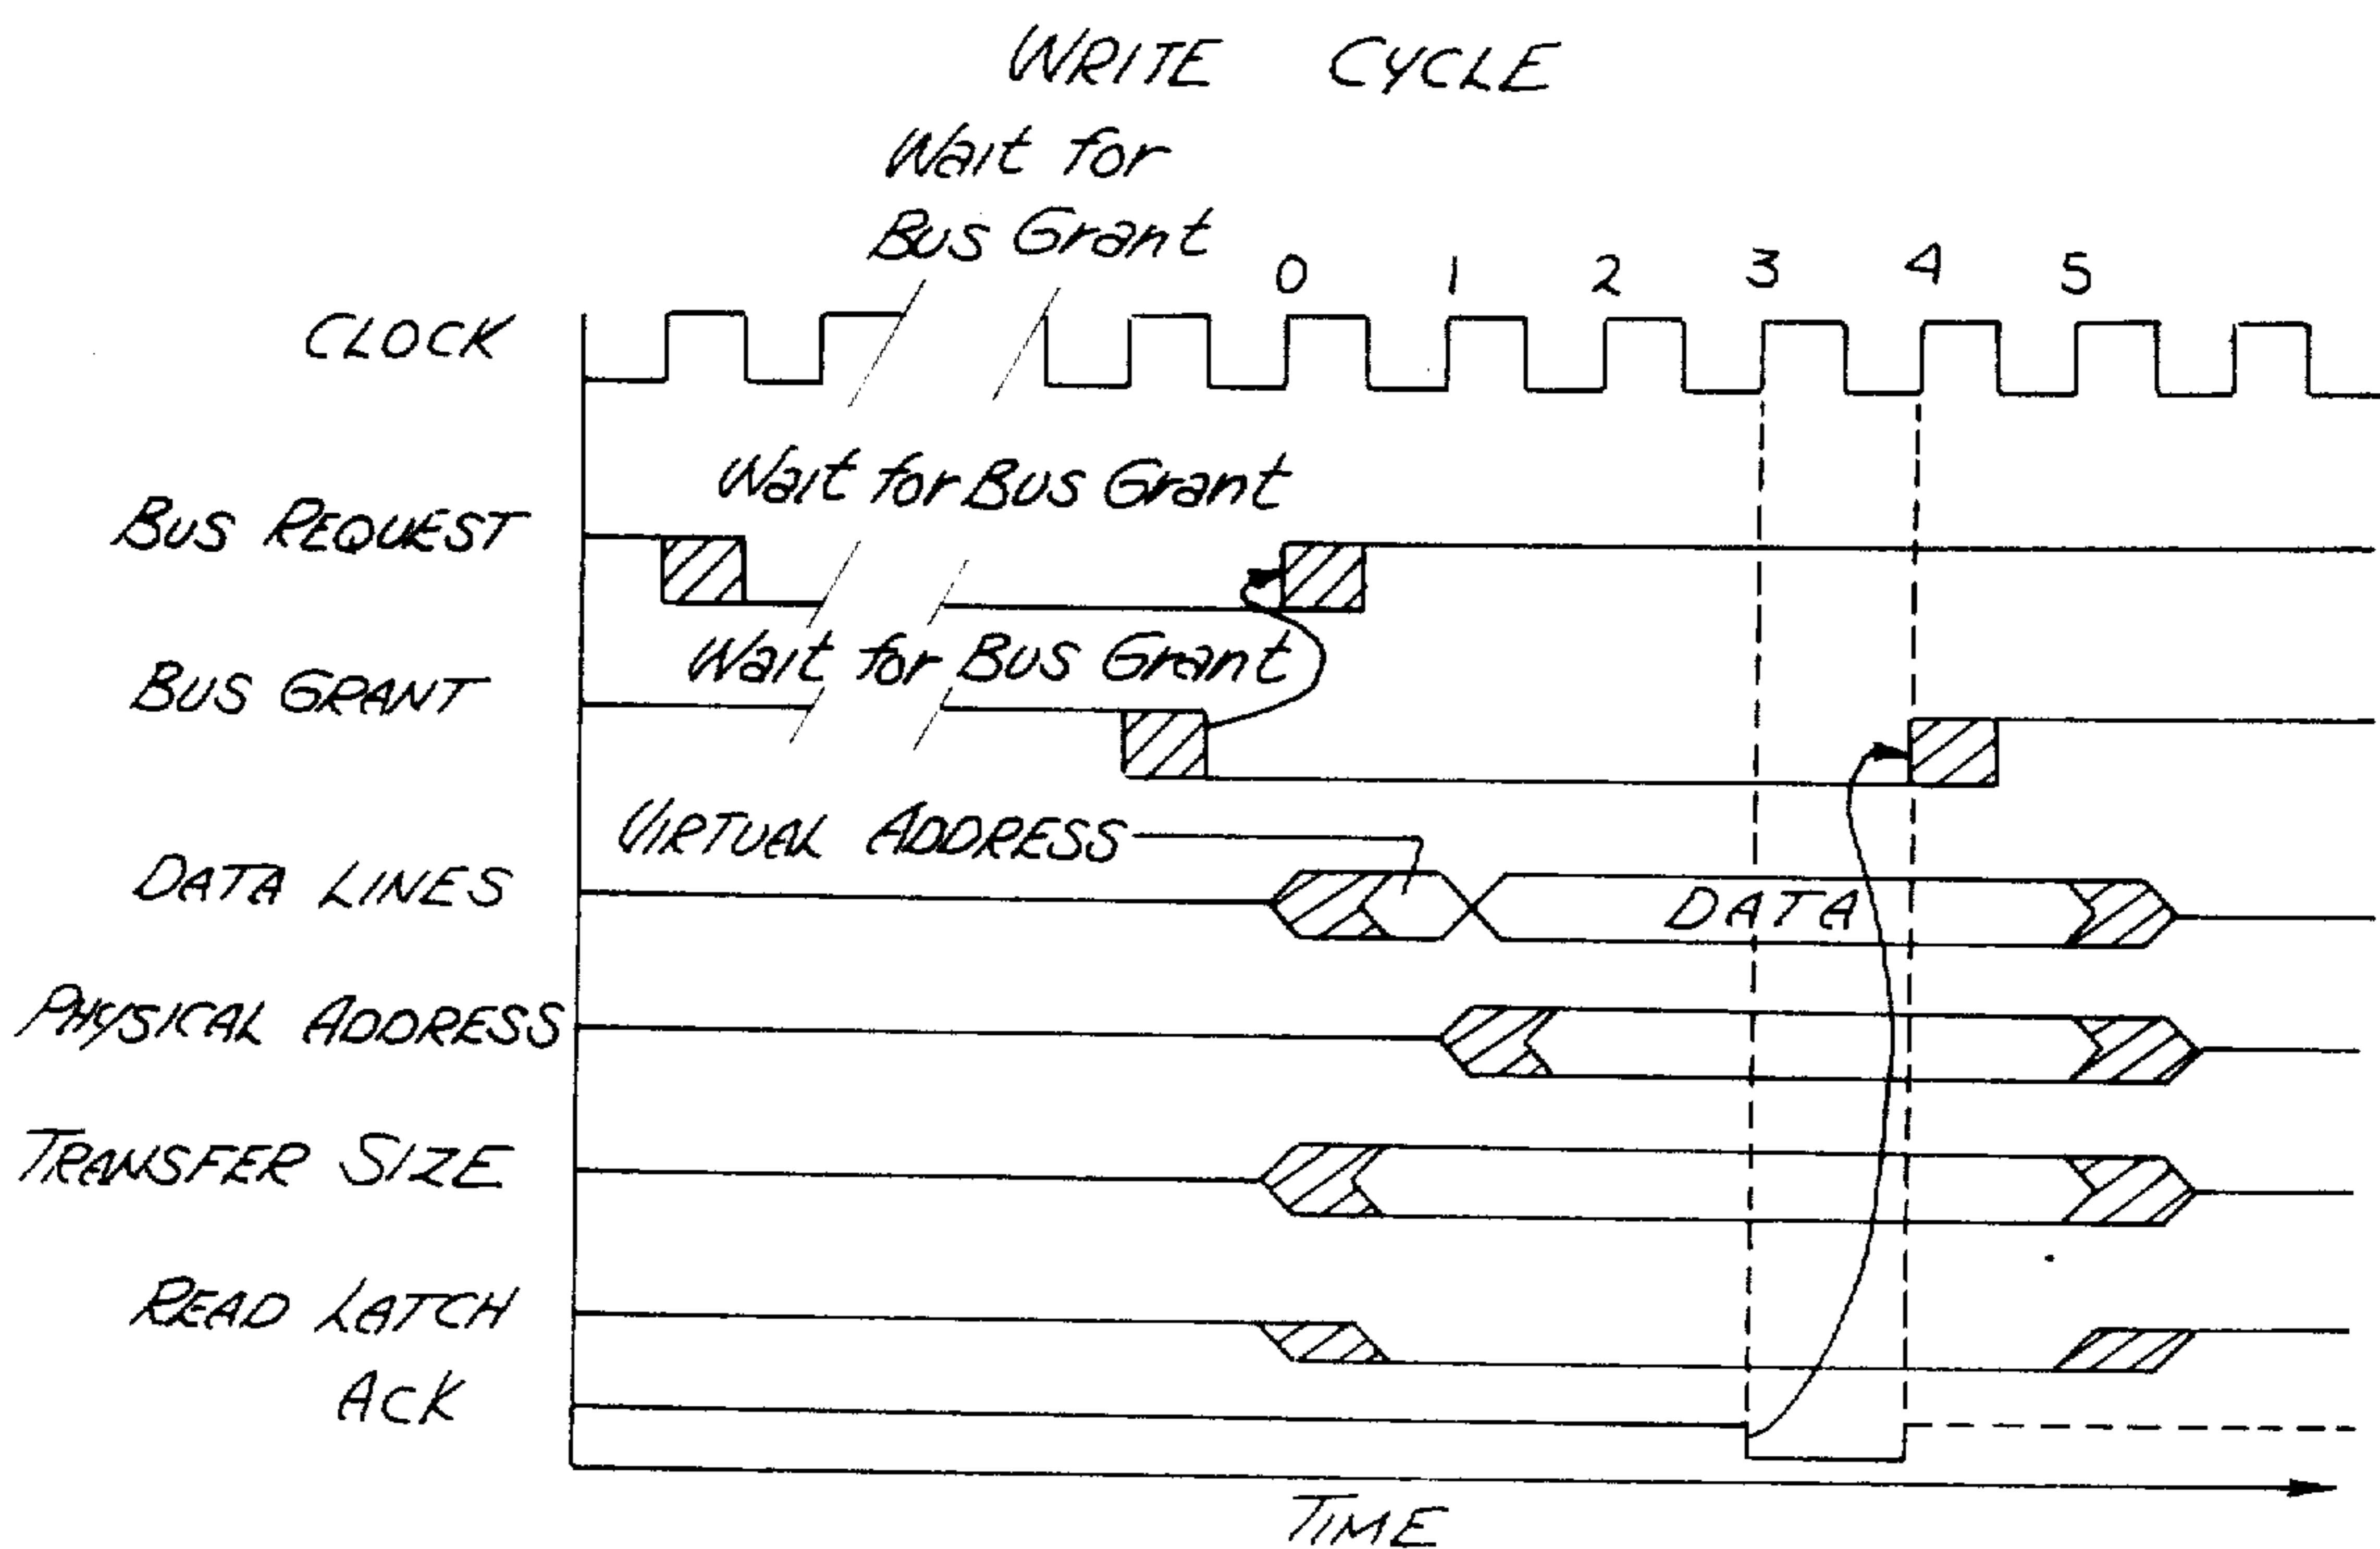 WRITE CYCLE
Wait for
Bus Grant
0 1 2 3 4 5
CLOCK
Wait for Bus Grant
BUS REQUEST
Wait for Bus Grant
BUS GRANT
VIRTUAL ADDRESS
DATA LINES
DATA
PHYSICAL ADDRESS
TRANSFER SIZE
READ LATCH
ACK
TIME